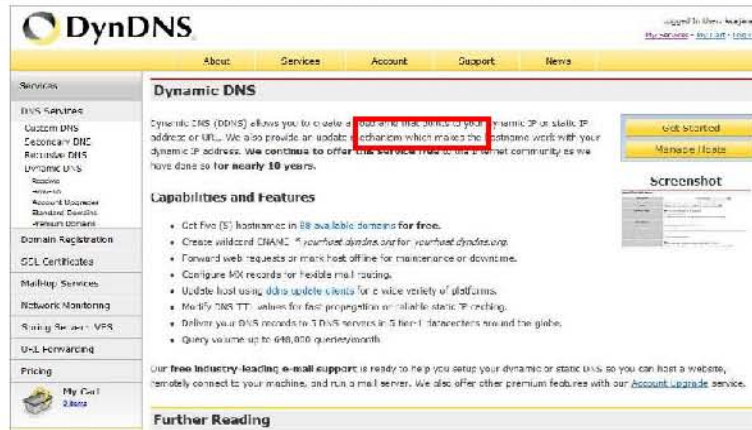 DynDNS
About Services Account Support News
Services
DNS Services
Custom DNS
Secondary DNS
Recursive DNS
Dynamic DNS
Account Upgrades
Standard Domains
Premium Domains
Domain Registration
SSL Certificates
MailHop Services
Network Monitoring
Spring Server VPS
URL Forwarding
Pricing
My Cart
Dynamic DNS
Dynamic DNS (DDNS) allows you to create a hostname that points to your dynamic IP or static IP
address or URL. We also provide an update mechanism which makes the hostname work with your
dynamic IP address. We continue to offer this service free to the Internet community as we
have done so for nearly 10 years.
Get Started
Manage Hosts
Screenshot
Capabilities and Features
Get five (5) hostnames in 88 available domains for free.
Create wildcard CNAME *.yourhost.dyndns.org for yourhost.dyndns.org.
Forward web requests or mark host offline for maintenance or downtime.
Configure MX records for flexible mail routing.
Update host using ddns update clients for a wide variety of platforms.
Modify DNS TTL values for fast propagation or reliable static IP caching.
Deliver your DNS records to 5 DNS servers in 5 tier-1 datacenters around the globe.
Query volume up to 648,000 queries/month
Our free industry-leading e-mail support is ready to help you setup your dynamic or static DNS so you can host a website,
remotely connect to your machine, and run a mail server. We also offer other premium features with our Account Upgrade service.
Further Reading